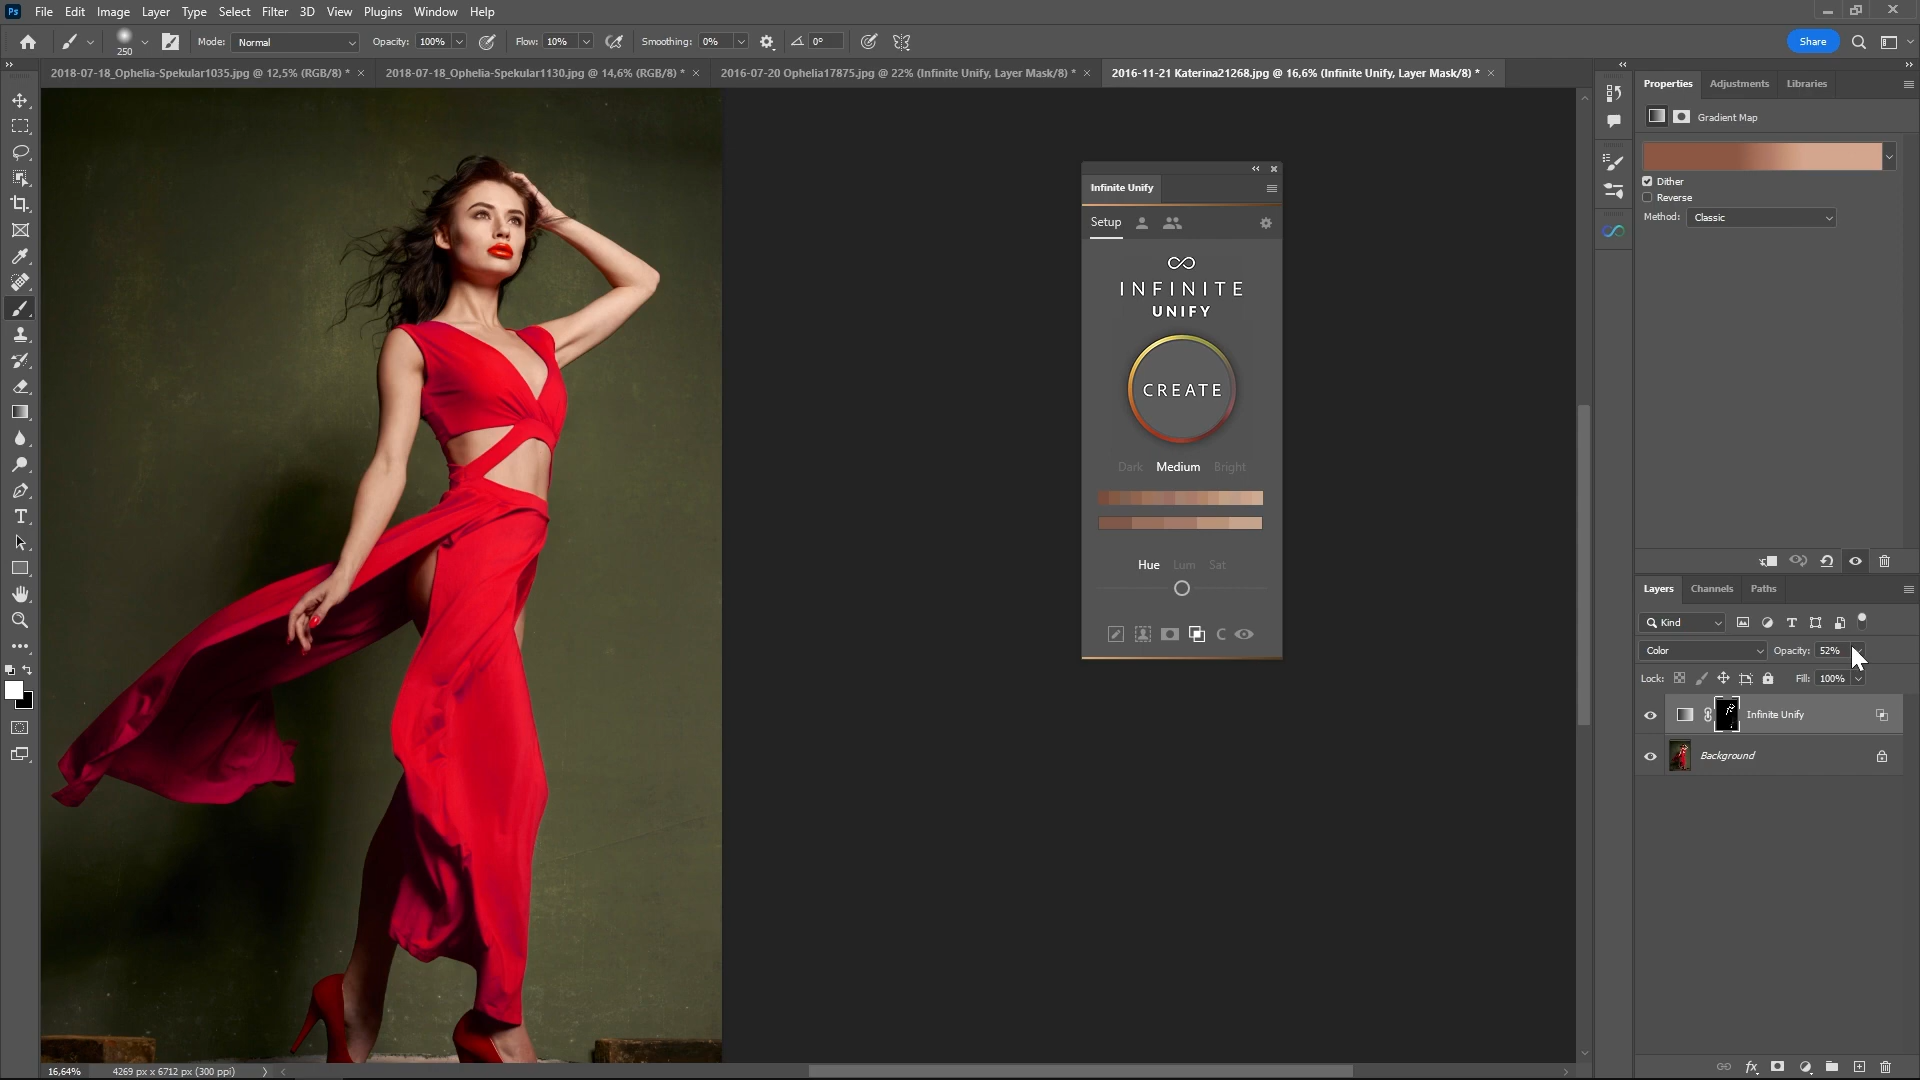 Ps File Edit Image Layer Type Select Filter 3D View Plugins Window Help
250 Mode: Normal Opacity: 100% Flow: 10% Smoothing: 0% 0° Share
2018-07-18_Ophelia-Spekular1035.jpg @ 12,5% (RGB/8) * 2018-07-18_Ophelia-Spekular1130.jpg @ 14,6% (RGB/8) * 2016-07-20 Ophelia17875.jpg @ 22% (Infinite Unify, Layer Mask/8) * 2016-11-21 Katerina21268.jpg @ 16,6% (Infinite Unify, Layer Mask/8) *
Properties Adjustments Libraries
Gradient Map
Dither
Reverse
Method: Classic
Infinite Unify
Setup
INFINITE
UNIFY
CREATE
Dark Medium Bright
Hue Lum Sat
C
Layers Channels Paths
Kind
Color Opacity: 52%
Lock: Fill: 100%
Infinite Unify
Background
fx
16,64% 4269 px x 6712 px (300 ppi)